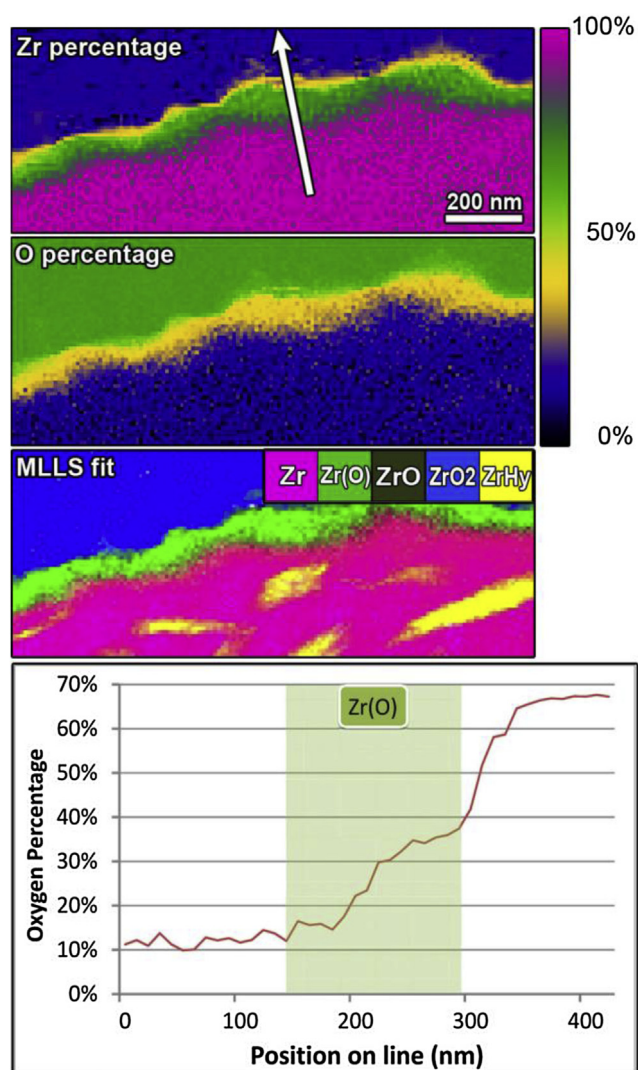 Zr percentage
100%
200 nm
O percentage
50%
0%
MLLS fit
Zr Zr(O) ZrO ZrO2 ZrHy
70%
60%
50%
40%
30%
20%
10%
0%
Oxygen Percentage
Zr(O)
0 100 200 300 400
Position on line (nm)